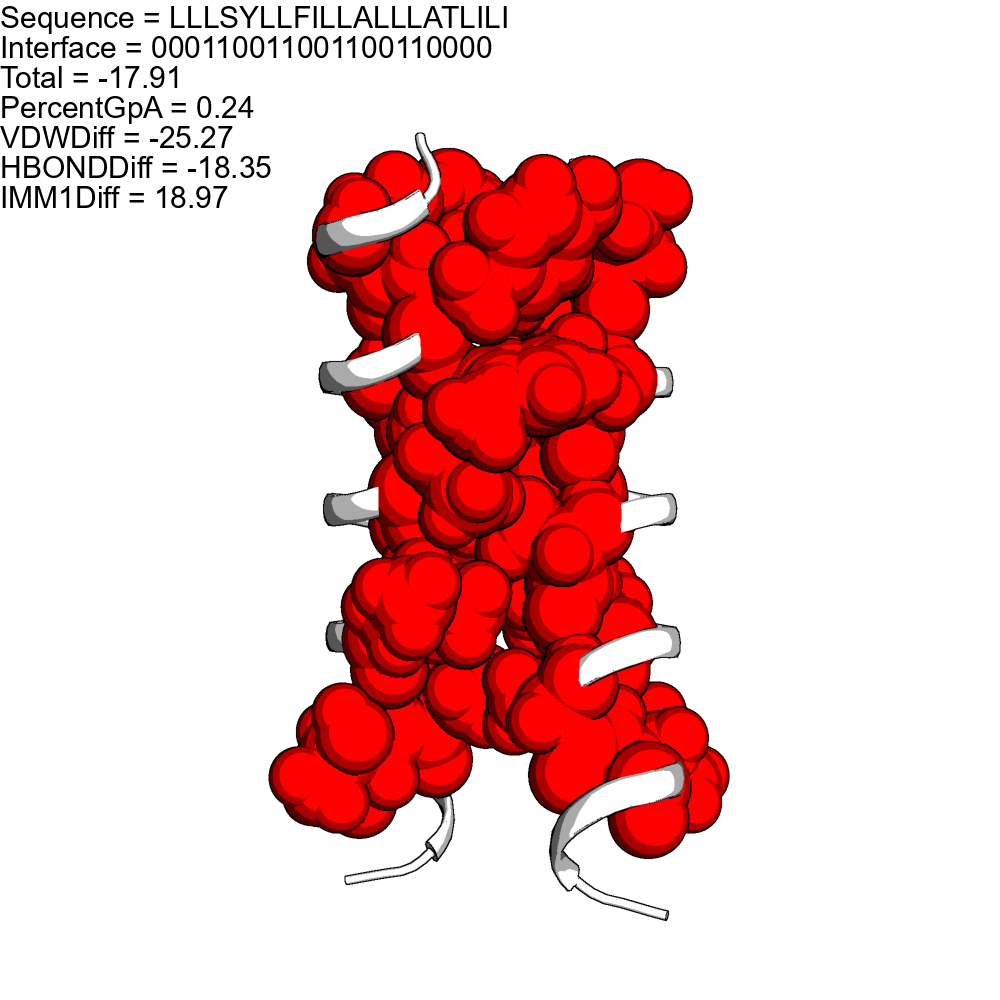 Sequence = LLLSYLLFILLALLLATLILI
Interface = 000110011001100110000
Total = -17.91
PercentGpA = 0.24
VDWDiff = -25.27
HBONDDiff = -18.35
IMM1Diff = 18.97